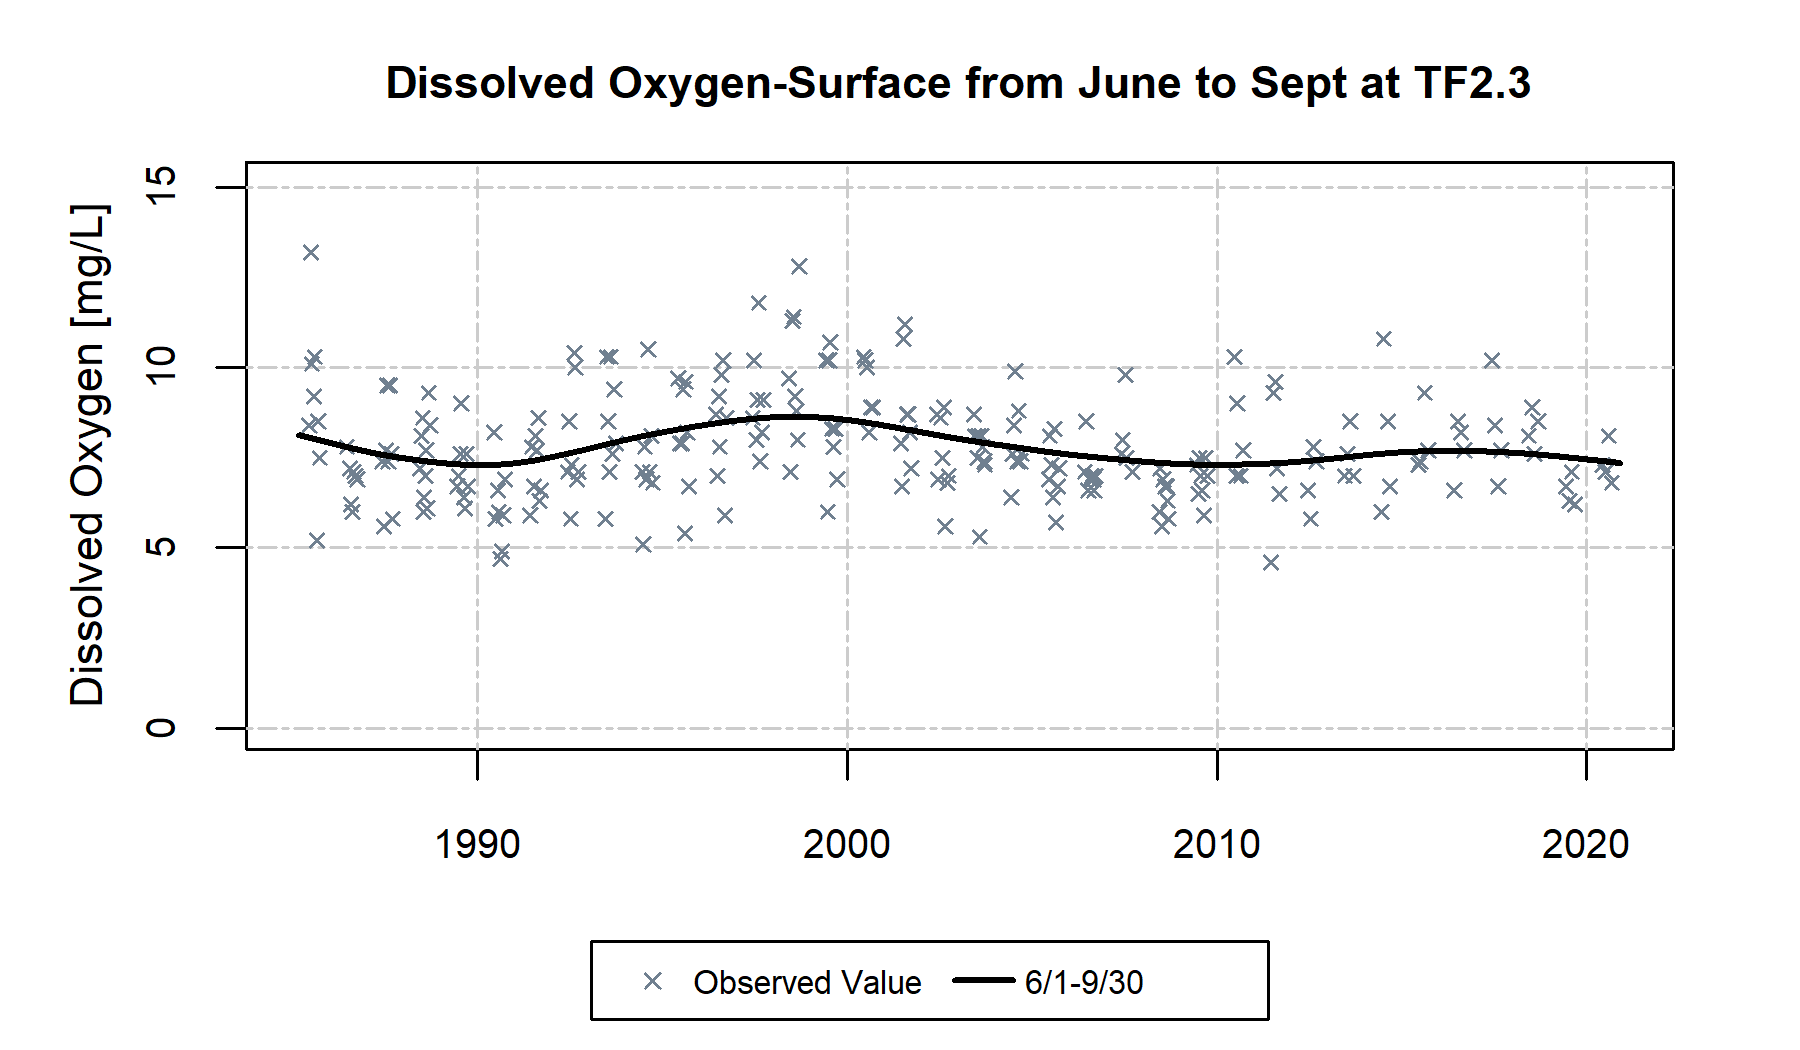 Dissolved Oxygen-Surface from June to Sept at TF2.3
Dissolved Oxygen [mg/L]
15
10
5
0
1990 2000 2010 2020
Observed Value 6/1-9/30